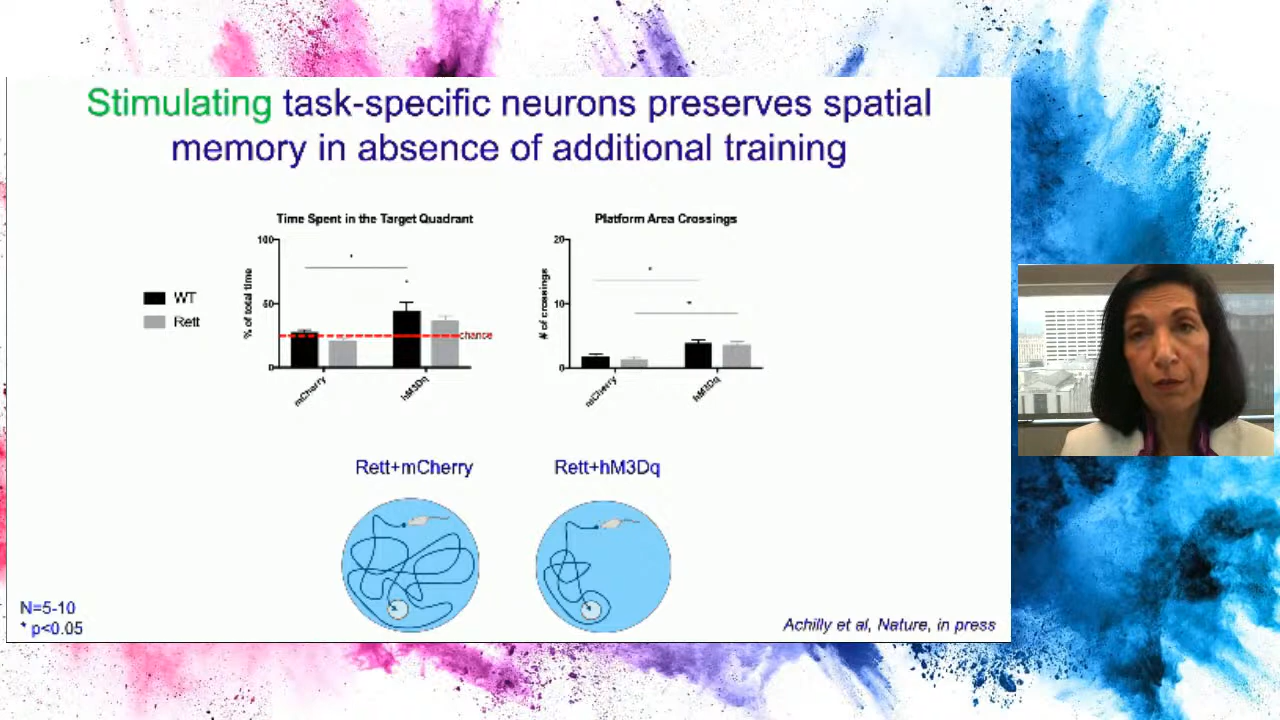 Stimulating task-specific neurons preserves spatial
memory in absence of additional training
Time Spent in the Target Quadrant
100
50
0
% of total time
*
*
chance
mCherry
hM3Dq
WT
Rett
Platform Area Crossings
20
10
0
# of crossings
*
*
mCherry
hM3Dq
Rett+mCherry
Rett+hM3Dq
N=5-10
* p<0.05
Achilly et al, Nature, in press